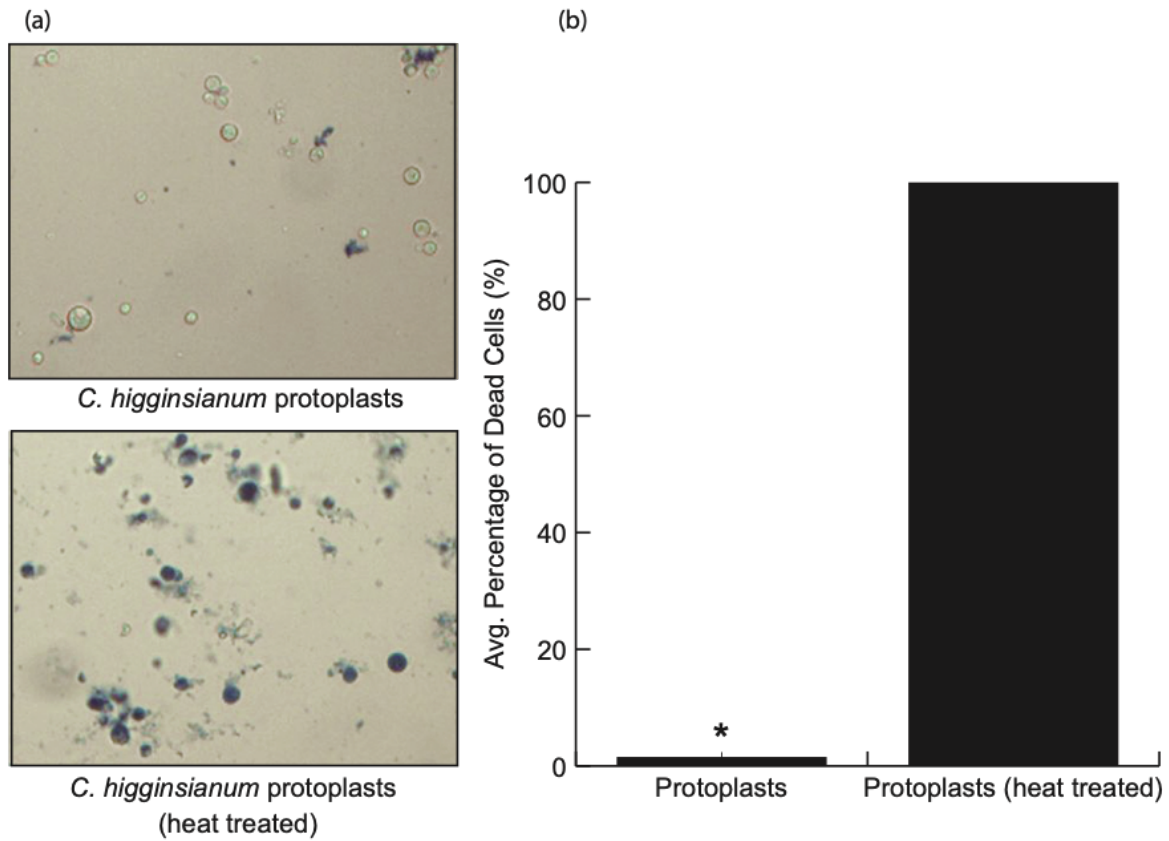 (a)
C. higginsianum protoplasts
C. higginsianum protoplasts
(heat treated)
(b)
Avg. Percentage of Dead Cells (%)
100
80
60
40
20
0
*
Protoplasts
Protoplasts (heat treated)